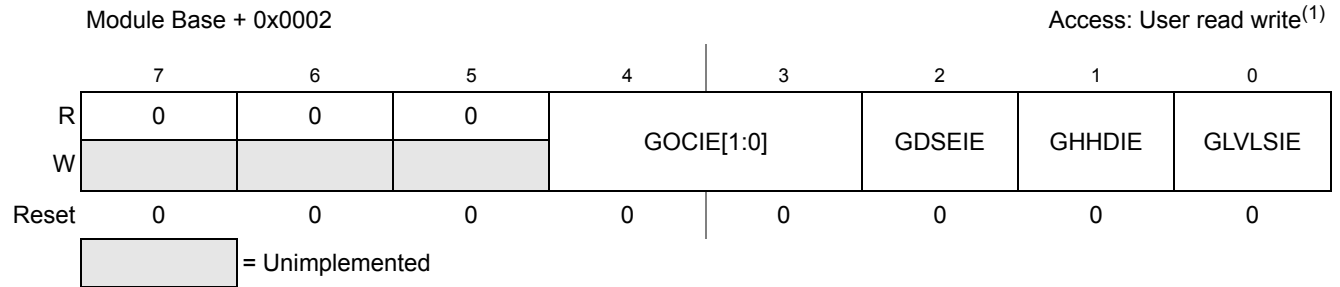 Module Base + 0x0002 Access: User read write(1)
7 6 5 4 3 2 1 0
R 0 0 0 GOCIE[1:0] GDSEIE GHHDIE GLVLSIE
W
Reset 0 0 0 0 0 0 0 0
= Unimplemented